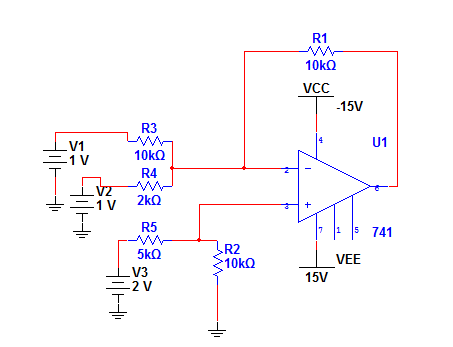 R1
10kΩ
VCC
-15V
U1
4
R3
10kΩ
V1
1 V
R4
2kΩ
V2
1 V
2
6
3
R5
5kΩ
R2
10kΩ
7
1
5
741
VEE
15V
V3
2 V